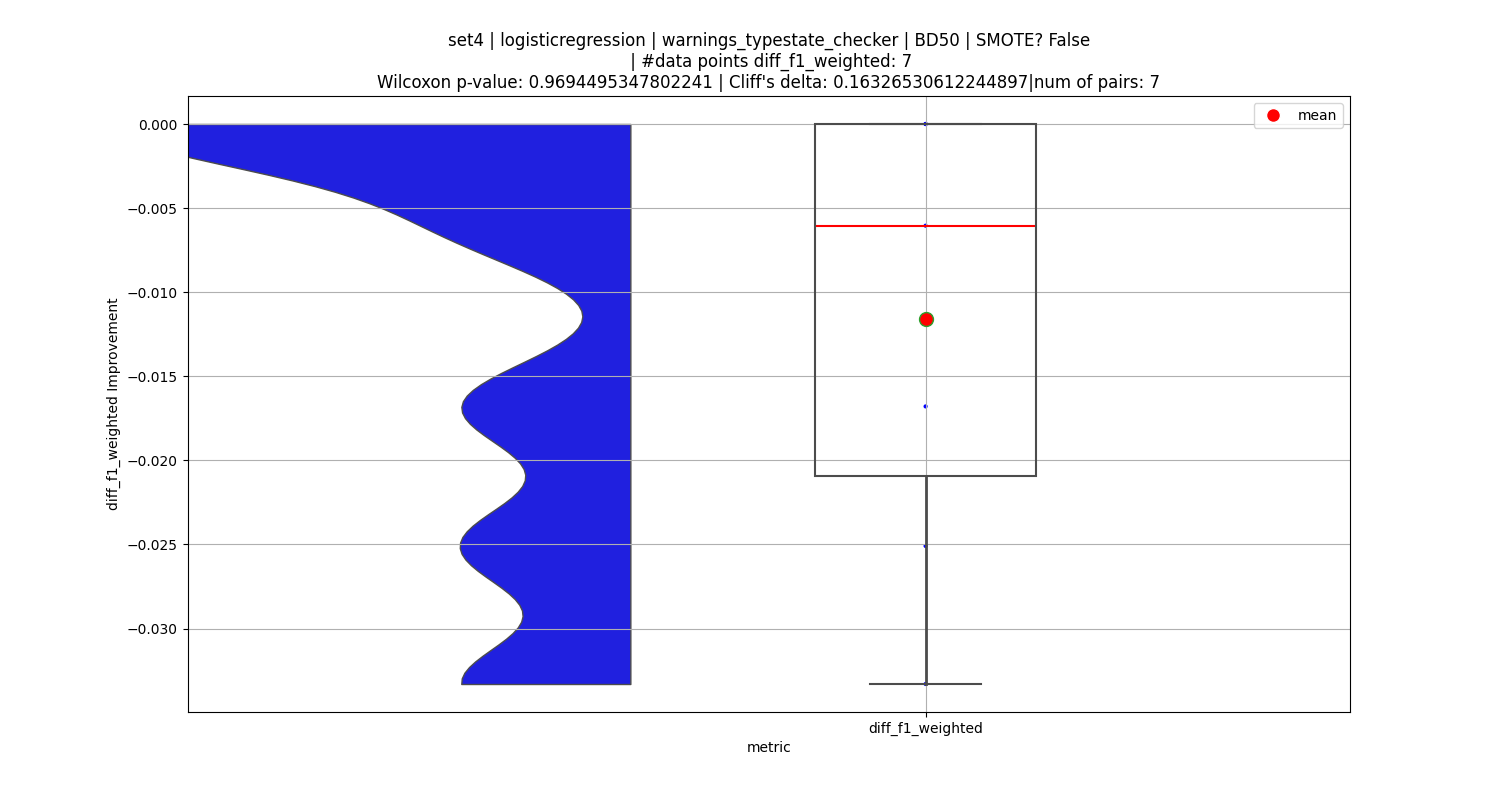 set4 | logisticregression | warnings_typestate_checker | BD50 | SMOTE? False
| #data points diff_f1_weighted: 7
Wilcoxon p-value: 0.9694495347802241 | Cliff's delta: 0.16326530612244897|num of pairs: 7
mean
0.000
−0.005
−0.010
−0.015
−0.020
−0.025
−0.030
diff_f1_weighted Improvement
diff_f1_weighted
metric